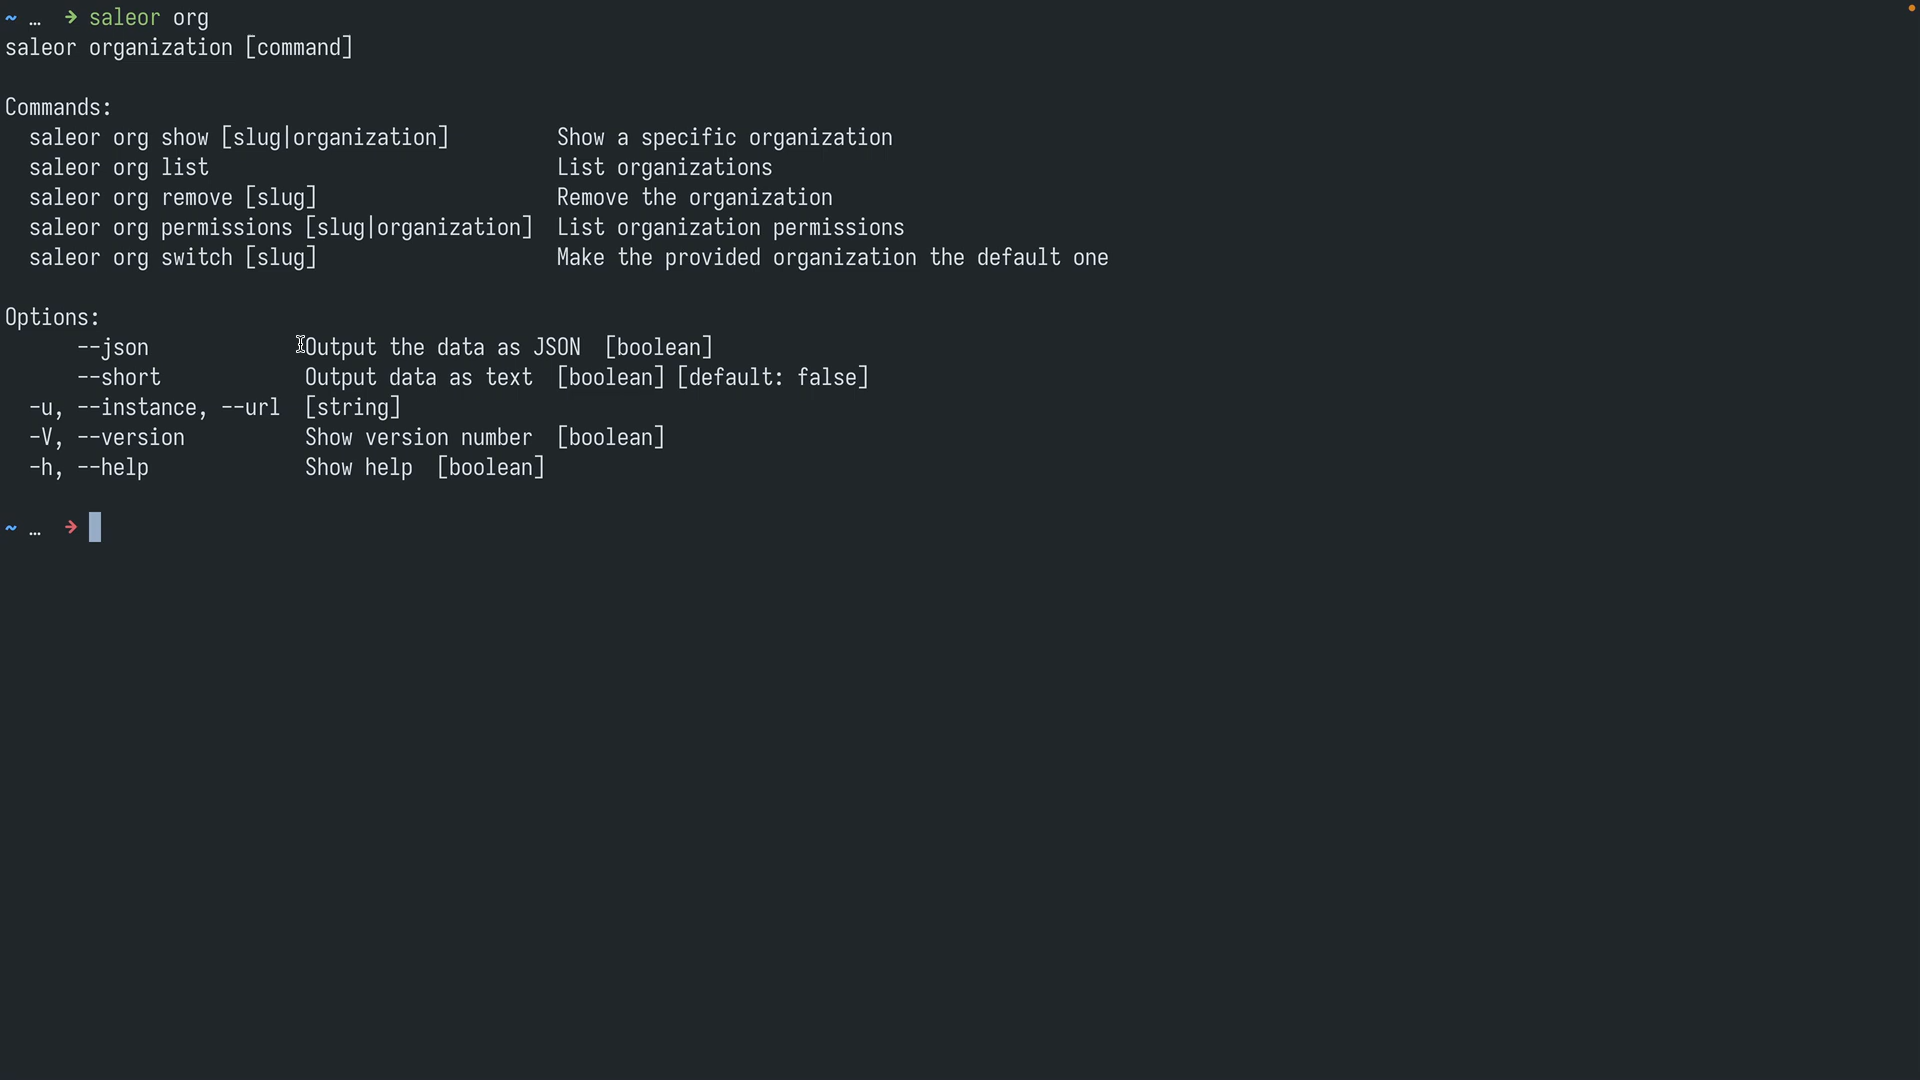 ~ … ➜ saleor org
saleor organization [command]

Commands:
  saleor org show [slug|organization]         Show a specific organization
  saleor org list                             List organizations
  saleor org remove [slug]                    Remove the organization
  saleor org permissions [slug|organization]  List organization permissions
  saleor org switch [slug]                    Make the provided organization the default one

Options:
      --json             Output the data as JSON  [boolean]
      --short            Output data as text  [boolean] [default: false]
  -u, --instance, --url  [string]
  -V, --version          Show version number  [boolean]
  -h, --help             Show help  [boolean]

~ … ➜